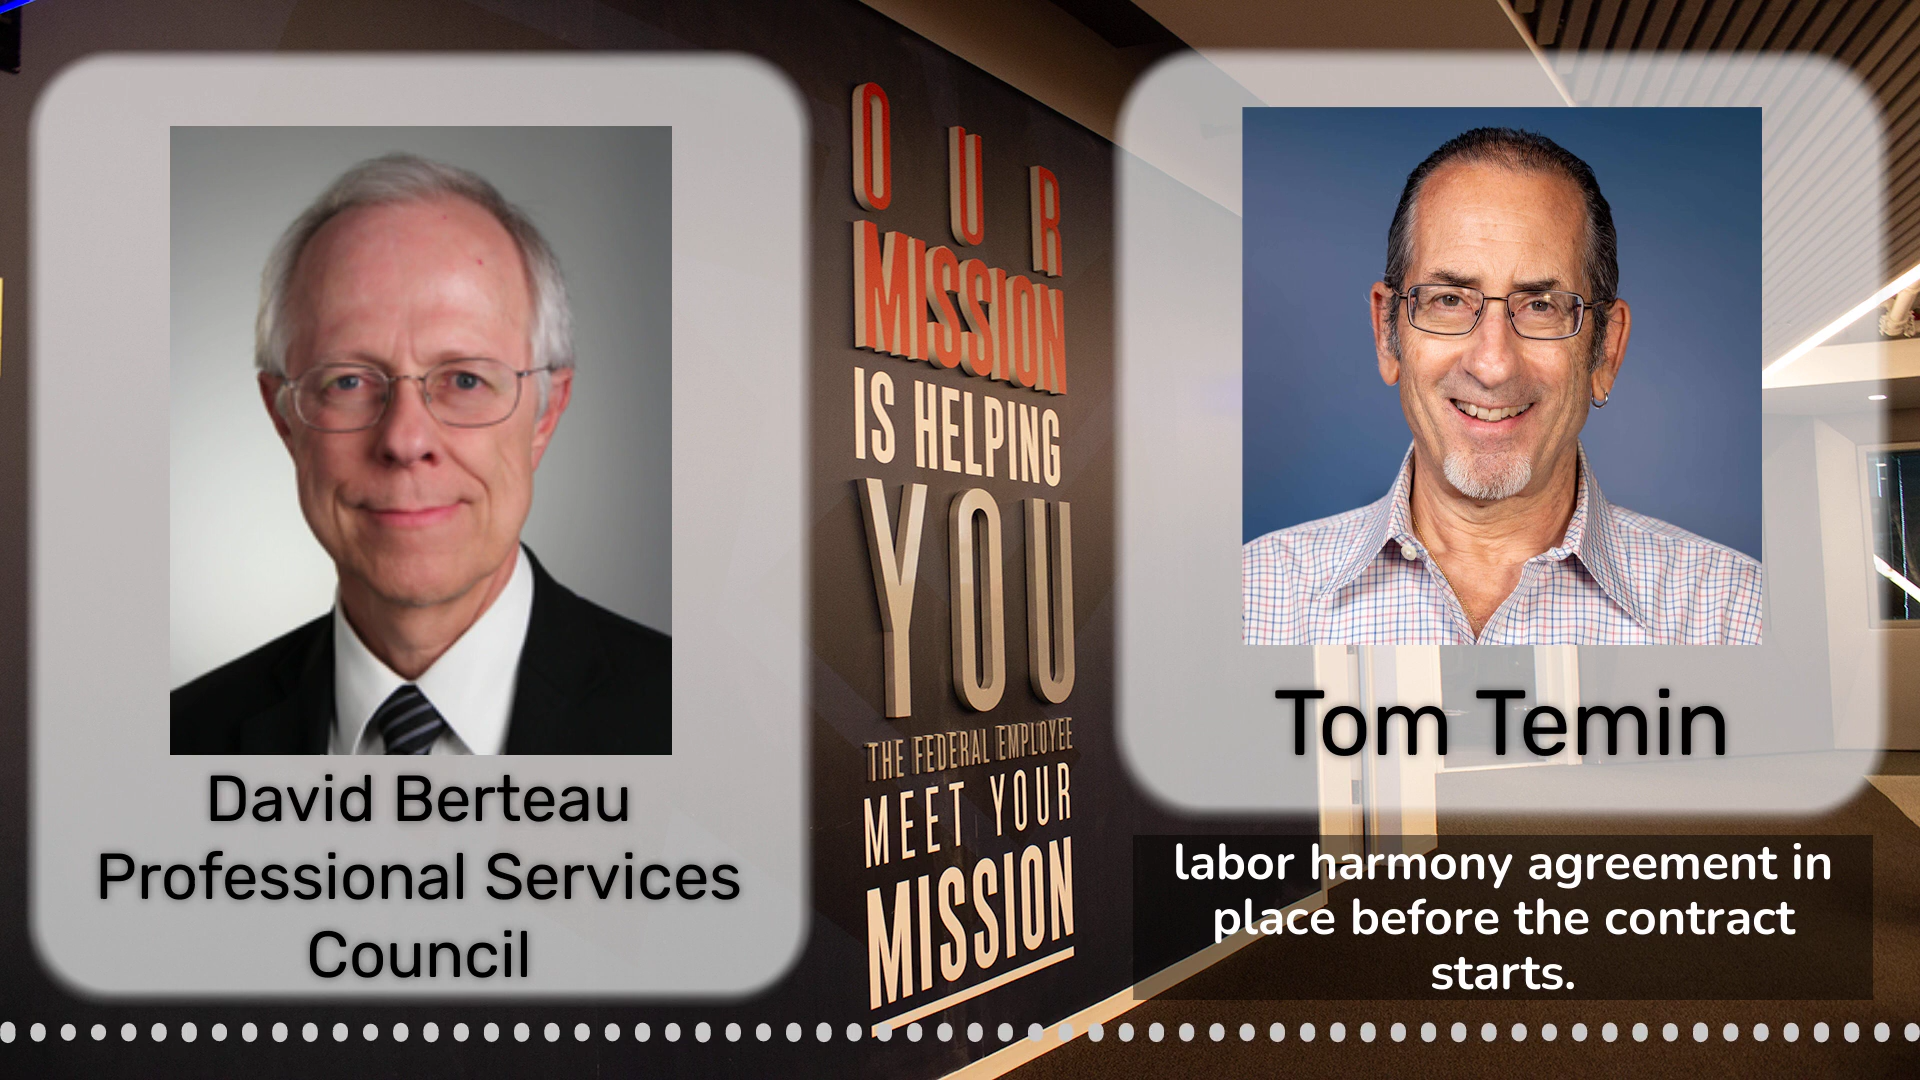 David Berteau
Professional Services
Council
OUR
MISSION
IS HELPING
YOU
THE FEDERAL EMPLOYEE
MEET YOUR
MISSION
Tom Temin
labor harmony agreement in
place before the contract
starts.